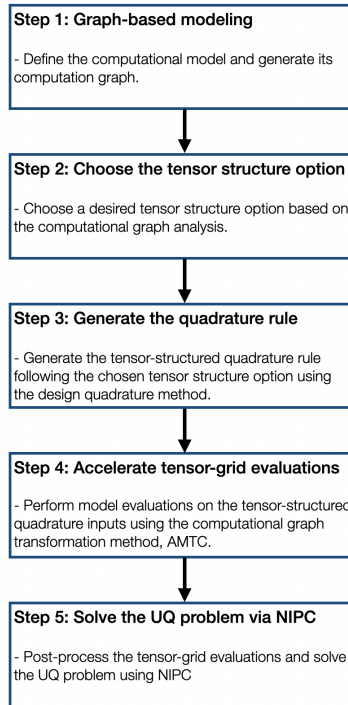 Step 1: Graph-based modeling
- Define the computational model and generate its
computation graph.
Step 2: Choose the tensor structure option
- Choose a desired tensor structure option based on
the computational graph analysis.
Step 3: Generate the quadrature rule
- Generate the tensor-structured quadrature rule
following the chosen tensor structure option using
the design quadrature method.
Step 4: Accelerate tensor-grid evaluations
- Perform model evaluations on the tensor-structured
quadrature inputs using the computational graph
transformation method, AMTC.
Step 5: Solve the UQ problem via NIPC
- Post-process the tensor-grid evaluations and solve
the UQ problem using NIPC